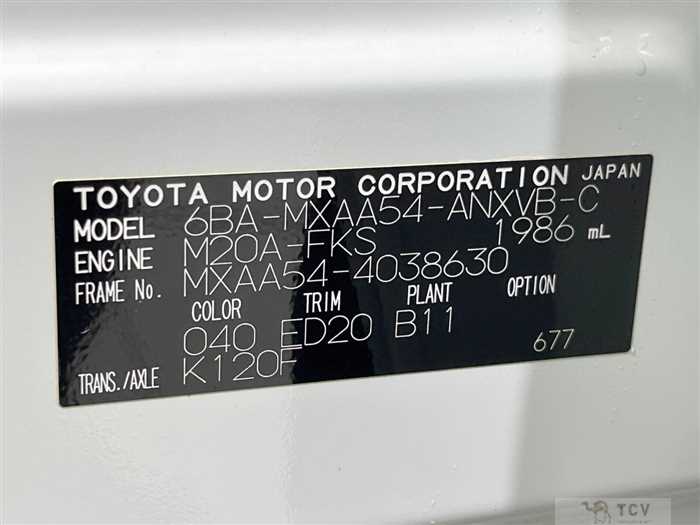 TOYOTA MOTOR CORPORATION JAPAN
MODEL 6BA-MXAA54-ANXVB-C
ENGINE M20A-FKS 1986 mL
FRAME No. MXAA54-4038630
COLOR TRIM PLANT OPTION
040 ED20 B11
TRANS./AXLE K120F 677
TCV